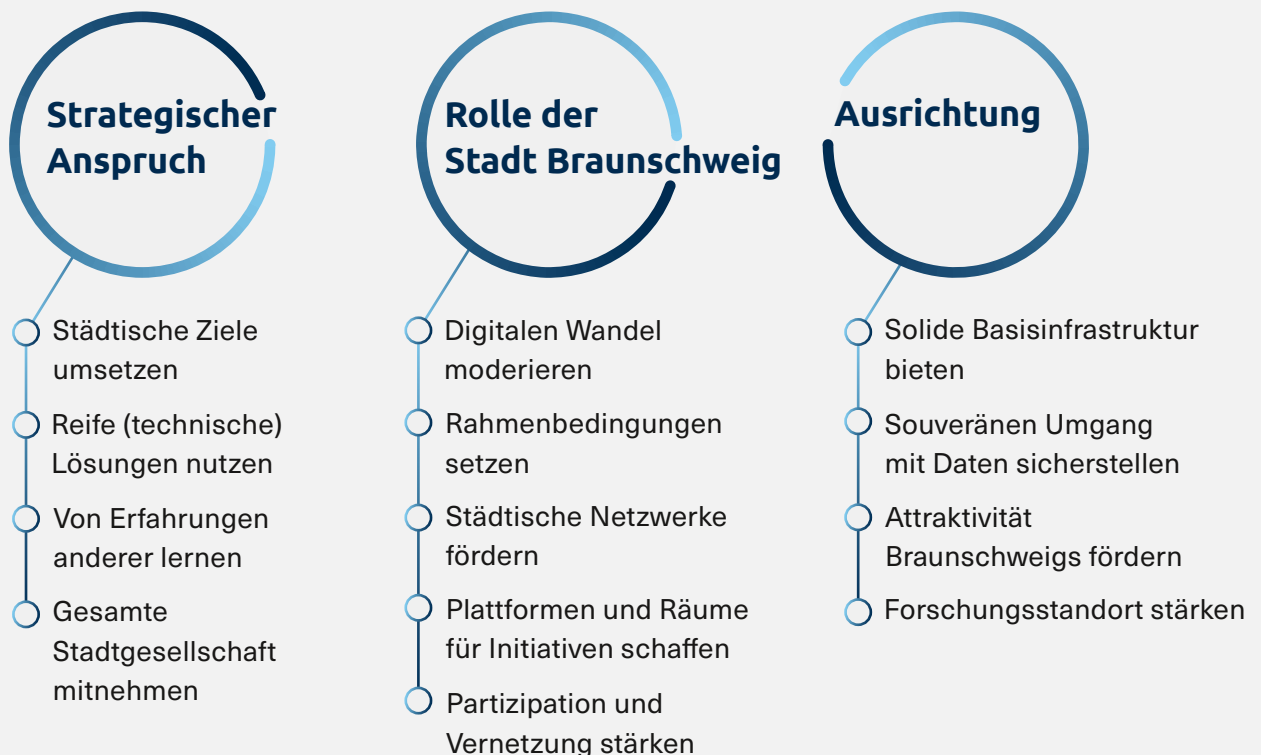 Strategischer
Anspruch
Städtische Ziele
umsetzen
Reife (technische)
Lösungen nutzen
Von Erfahrungen
anderer lernen
Gesamte
Stadtgesellschaft
mitnehmen
Rolle der
Stadt Braunschweig
Digitalen Wandel
moderieren
Rahmenbedingungen
setzen
Städtische Netzwerke
fördern
Plattformen und Räume
für Initiativen schaffen
Partizipation und
Vernetzung stärken
Ausrichtung
Solide Basisinfrastruktur
bieten
Souveränen Umgang
mit Daten sicherstellen
Attraktivität
Braunschweigs fördern
Forschungsstandort stärken